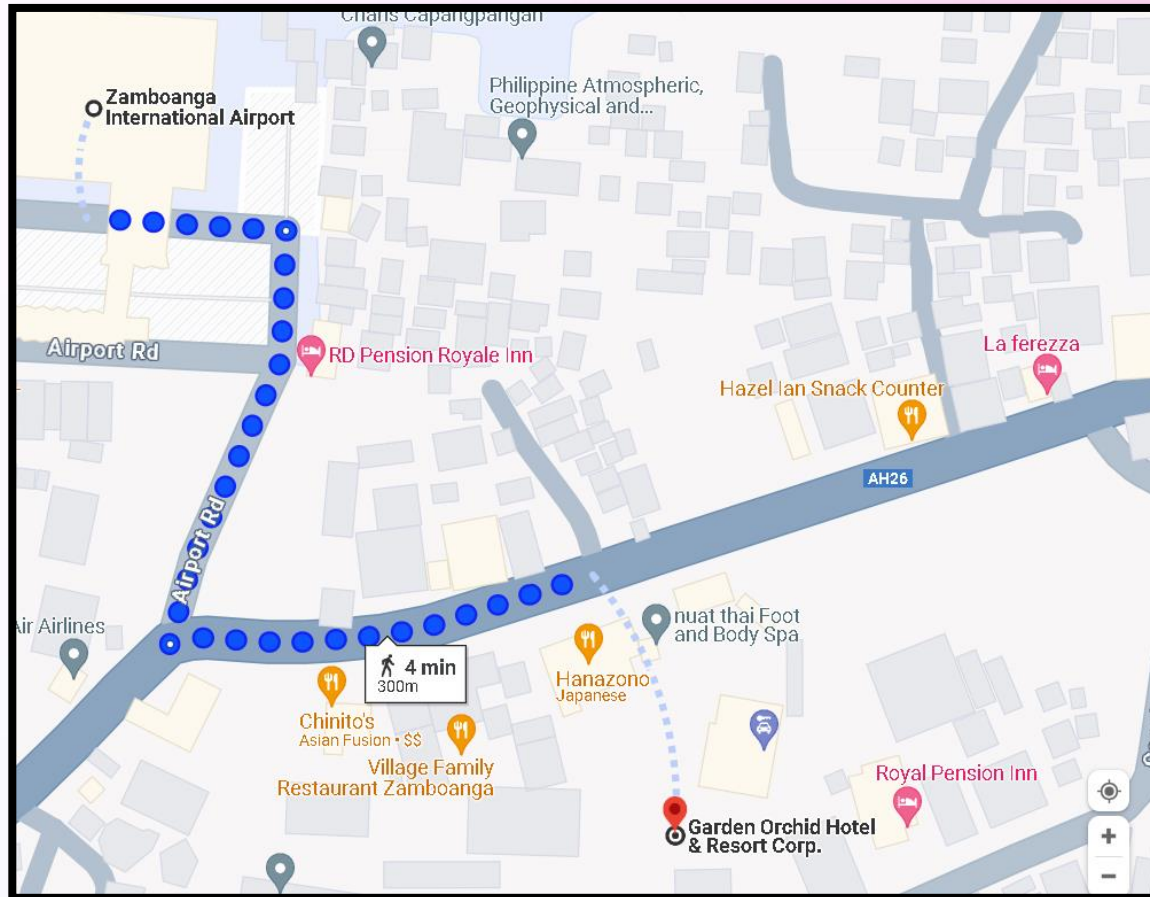 Charis Capangpangan
Zamboanga
International Airport
Philippine Atmospheric,
Geophysical and...
Airport Rd
RD Pension Royale Inn
La ferezza
Hazel Ian Snack Counter
AH26
Airport Rd
Air Airlines
nuat thai Foot
and Body Spa
4 min
300m
Hanazono
Japanese
Chinito's
Asian Fusion • $$
Village Family
Restaurant Zamboanga
Royal Pension Inn
Garden Orchid Hotel
& Resort Corp.